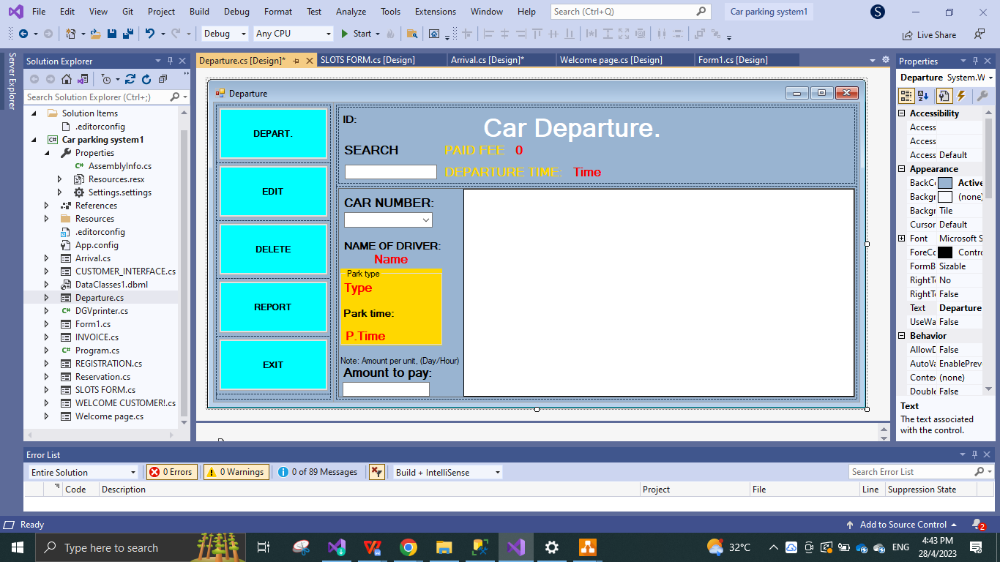 File Edit View Git Project Build Debug Format Test Analyze Tools Extensions Window Help Search (Ctrl+Q) Car parking system1 S
Debug Any CPU Start Live Share
Server Explorer
Solution Explorer
Search Solution Explorer (Ctrl+;)
Solution Items
.editorconfig
Car parking system1
Properties
AssemblyInfo.cs
Resources.resx
Settings.settings
References
Resources
.editorconfig
App.config
Arrival.cs
CUSTOMER_INTERFACE.cs
DataClasses1.dbml
Departure.cs
DGVprinter.cs
Form1.cs
INVOICE.cs
Program.cs
REGISTRATION.cs
Reservation.cs
SLOTS FORM.cs
WELCOME CUSTOMER!.cs
Welcome page.cs
Departure.cs [Design]* SLOTS FORM.cs [Design] Arrival.cs [Design]* Welcome page.cs [Design] Form1.cs [Design]
Departure
DEPART.
EDIT
DELETE
REPORT
EXIT
ID:
Car Departure.
SEARCH PAID FEE 0
DEPARTURE TIME: Time
CAR NUMBER:
NAME OF DRIVER:
Name
Park type
Type
Park time:
P.Time
Note: Amount per unit, (Day/Hour)
Amount to pay:
Properties
Departure System.W
Accessibility
Access
Access
Access Default
Appearance
BackCo Active
Backgr (none)
Backgr Tile
Cursor Default
Font Microsoft S
ForeCo Contro
FormB Sizable
RightTo No
RightTo False
Text Departure
UseWa False
Behavior
AllowD False
AutoVa EnablePrev
Contex (none)
Double False
Text
The text associated
with the control.
Error List
Entire Solution 0 Errors 0 Warnings 0 of 89 Messages Build + IntelliSense Search Error List
Code Description Project File Line Suppression State
Ready Add to Source Control 2
Type here to search 32°C ENG 4:43 PM
28/4/2023